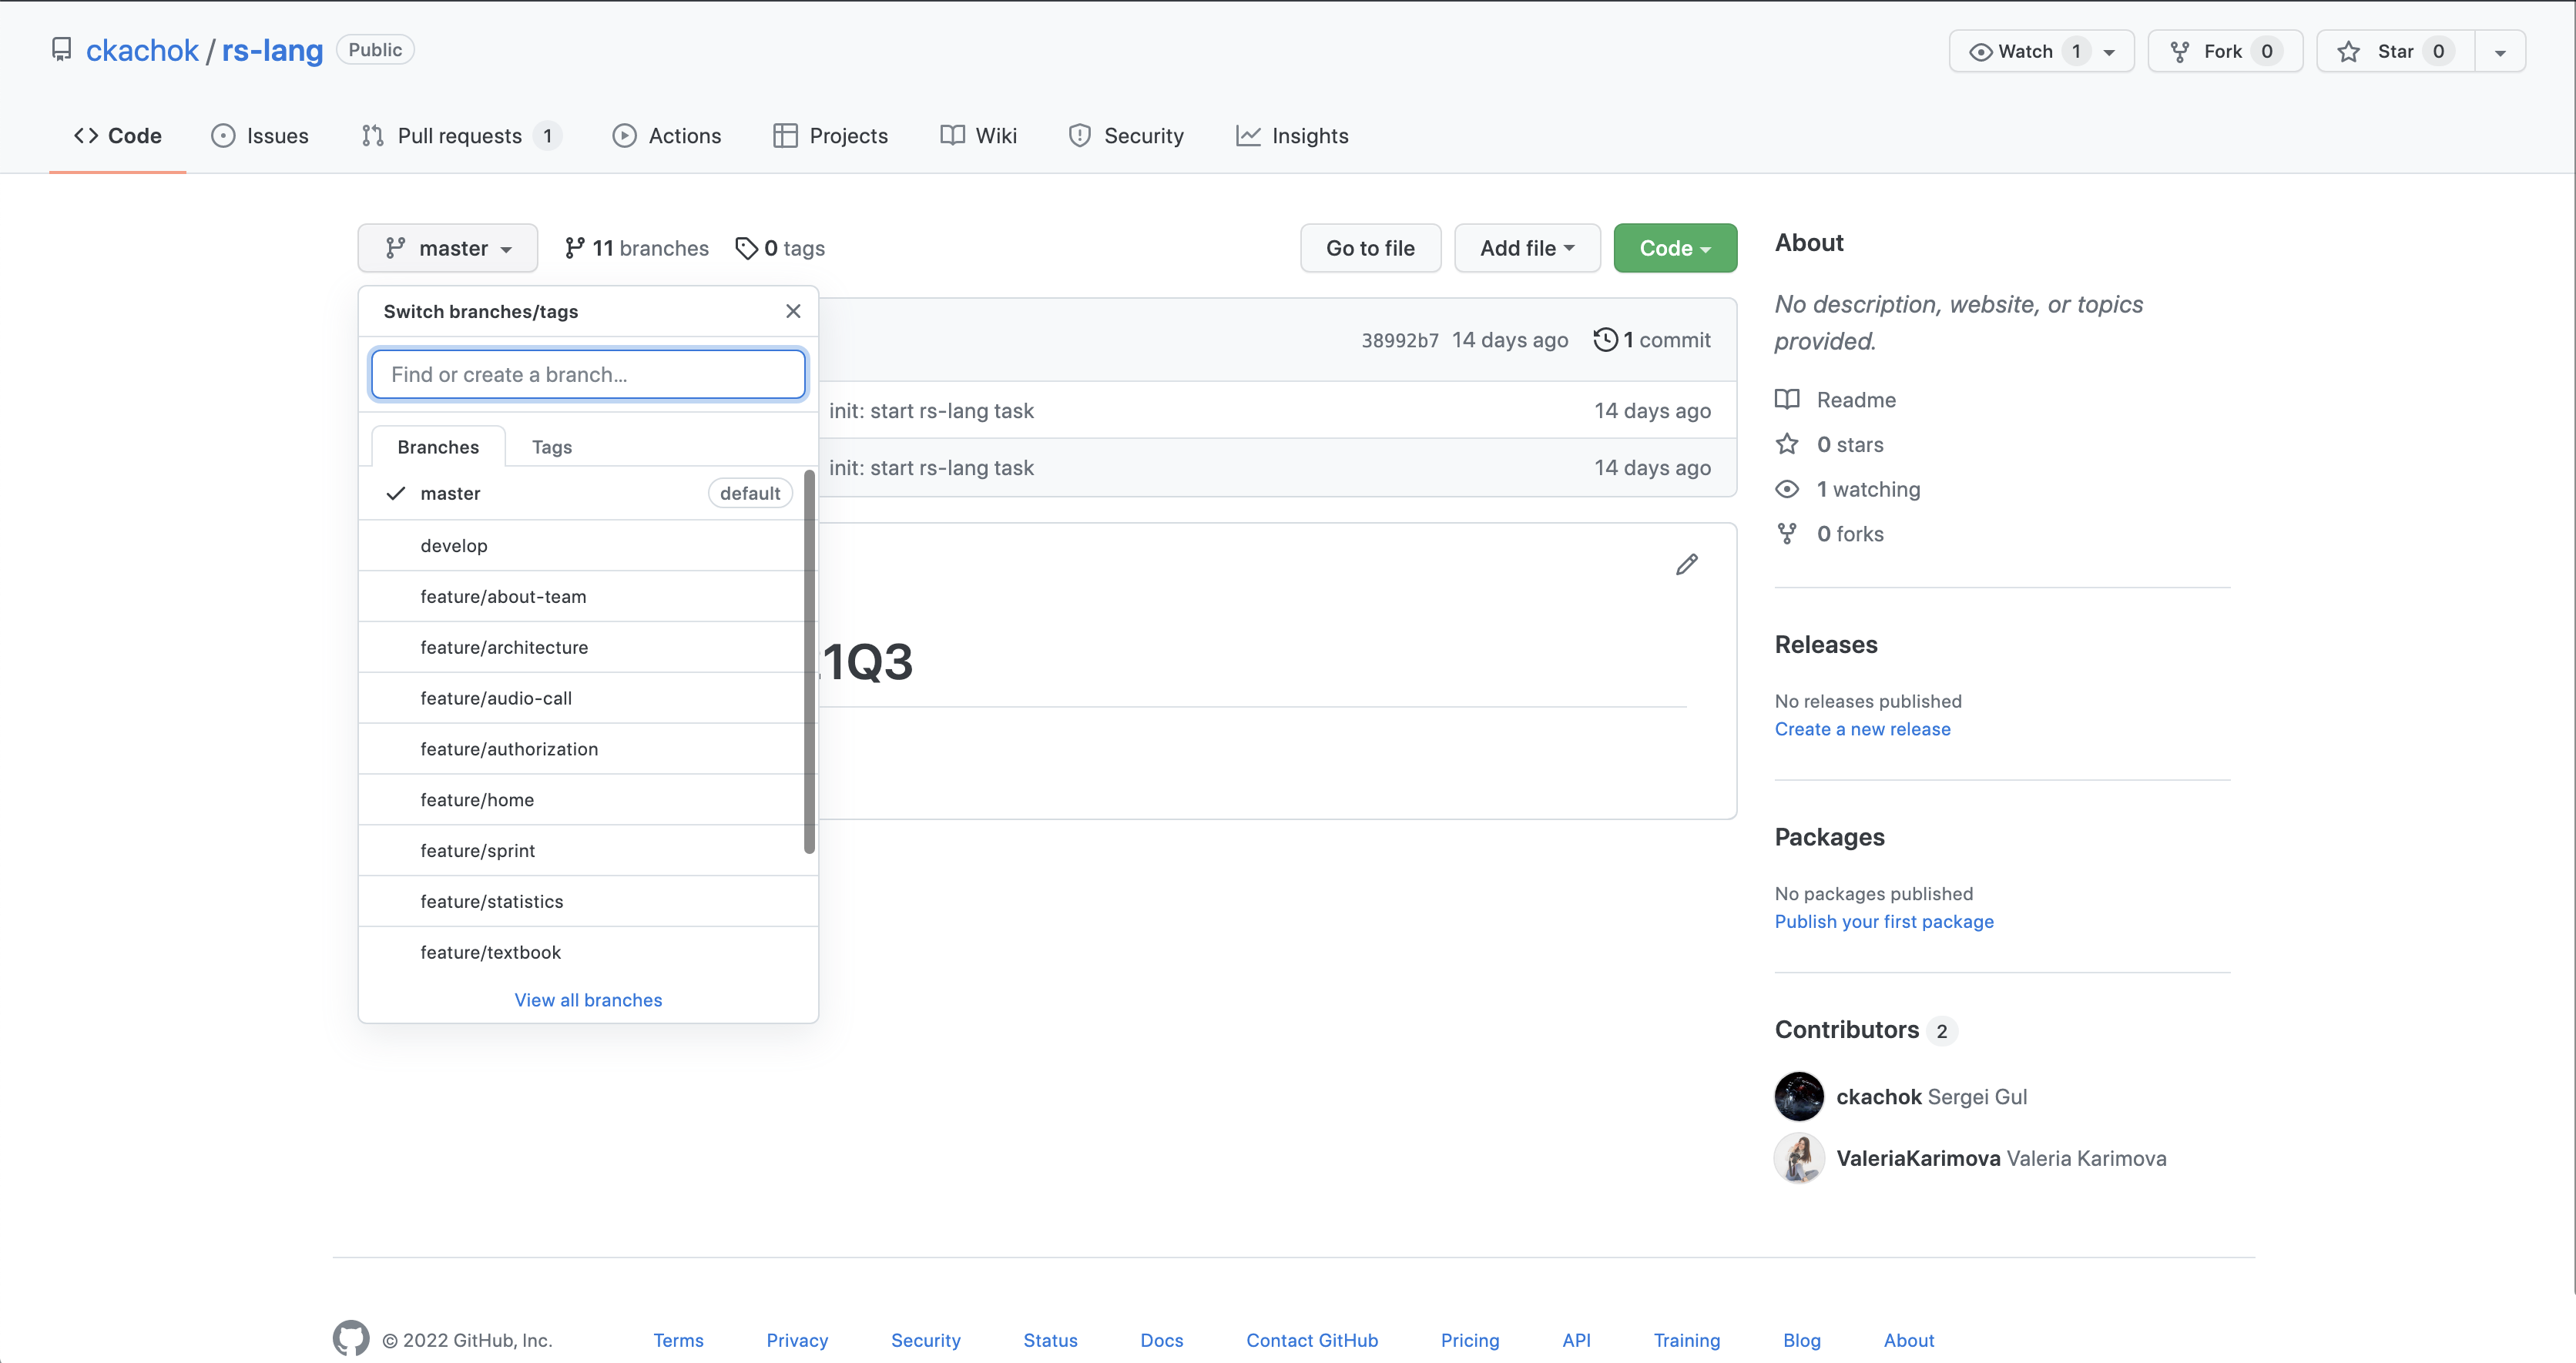 ckachok / rs-lang Public
Watch 1 Fork 0 Star 0
Code Issues Pull requests 1 Actions Projects Wiki Security Insights
master 11 branches 0 tags Go to file Add file Code
Switch branches/tags
Find or create a branch...
Branches Tags
master default
develop
feature/about-team
feature/architecture
feature/audio-call
feature/authorization
feature/home
feature/sprint
feature/statistics
feature/textbook
View all branches
38992b7 14 days ago 1 commit
init: start rs-lang task 14 days ago
init: start rs-lang task 14 days ago
1Q3
About
No description, website, or topics
provided.
Readme
0 stars
1 watching
0 forks
Releases
No releases published
Create a new release
Packages
No packages published
Publish your first package
Contributors 2
ckachok Sergei Gul
ValeriaKarimova Valeria Karimova
© 2022 GitHub, Inc. Terms Privacy Security Status Docs Contact GitHub Pricing API Training Blog About